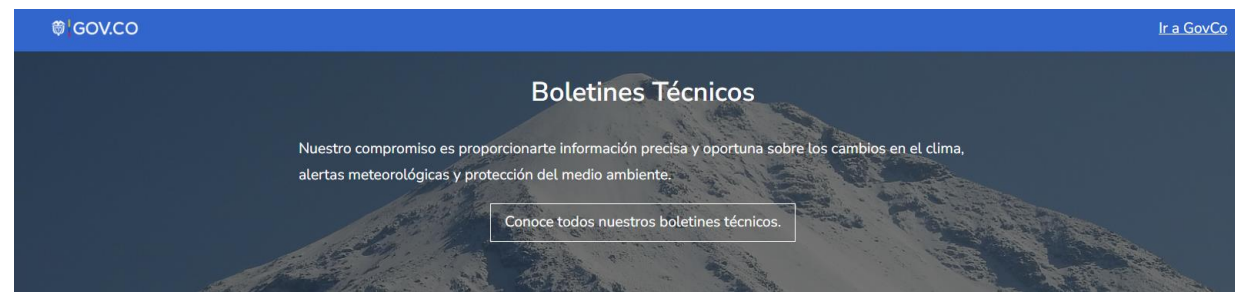 GOV.CO
Ir a GovCo
Boletines Técnicos
Nuestro compromiso es proporcionarte información precisa y oportuna sobre los cambios en el clima,
alertas meteorológicas y protección del medio ambiente.
Conoce todos nuestros boletines técnicos.